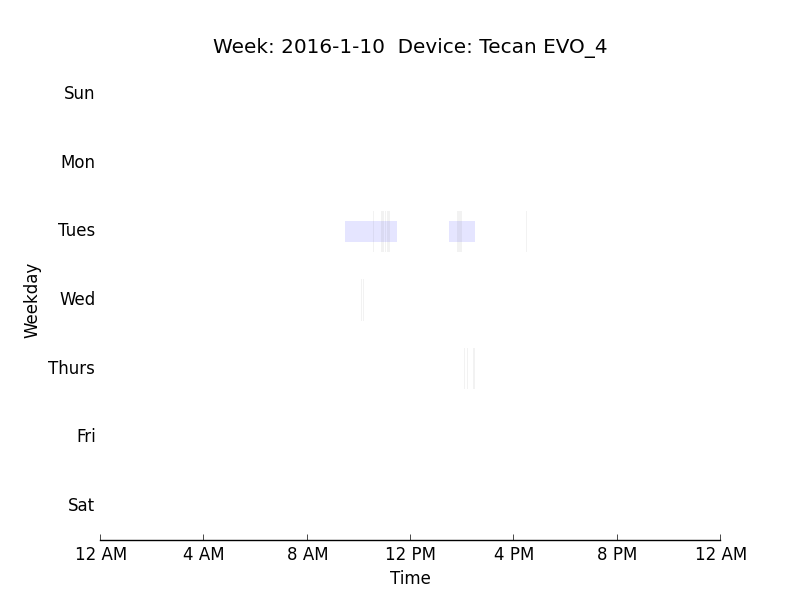 Week: 2016-1-10  Device: Tecan EVO_4
Sun
Mon
Tues
Wed
Thurs
Fri
Sat
Weekday
12 AM 4 AM 8 AM 12 PM 4 PM 8 PM 12 AM
Time